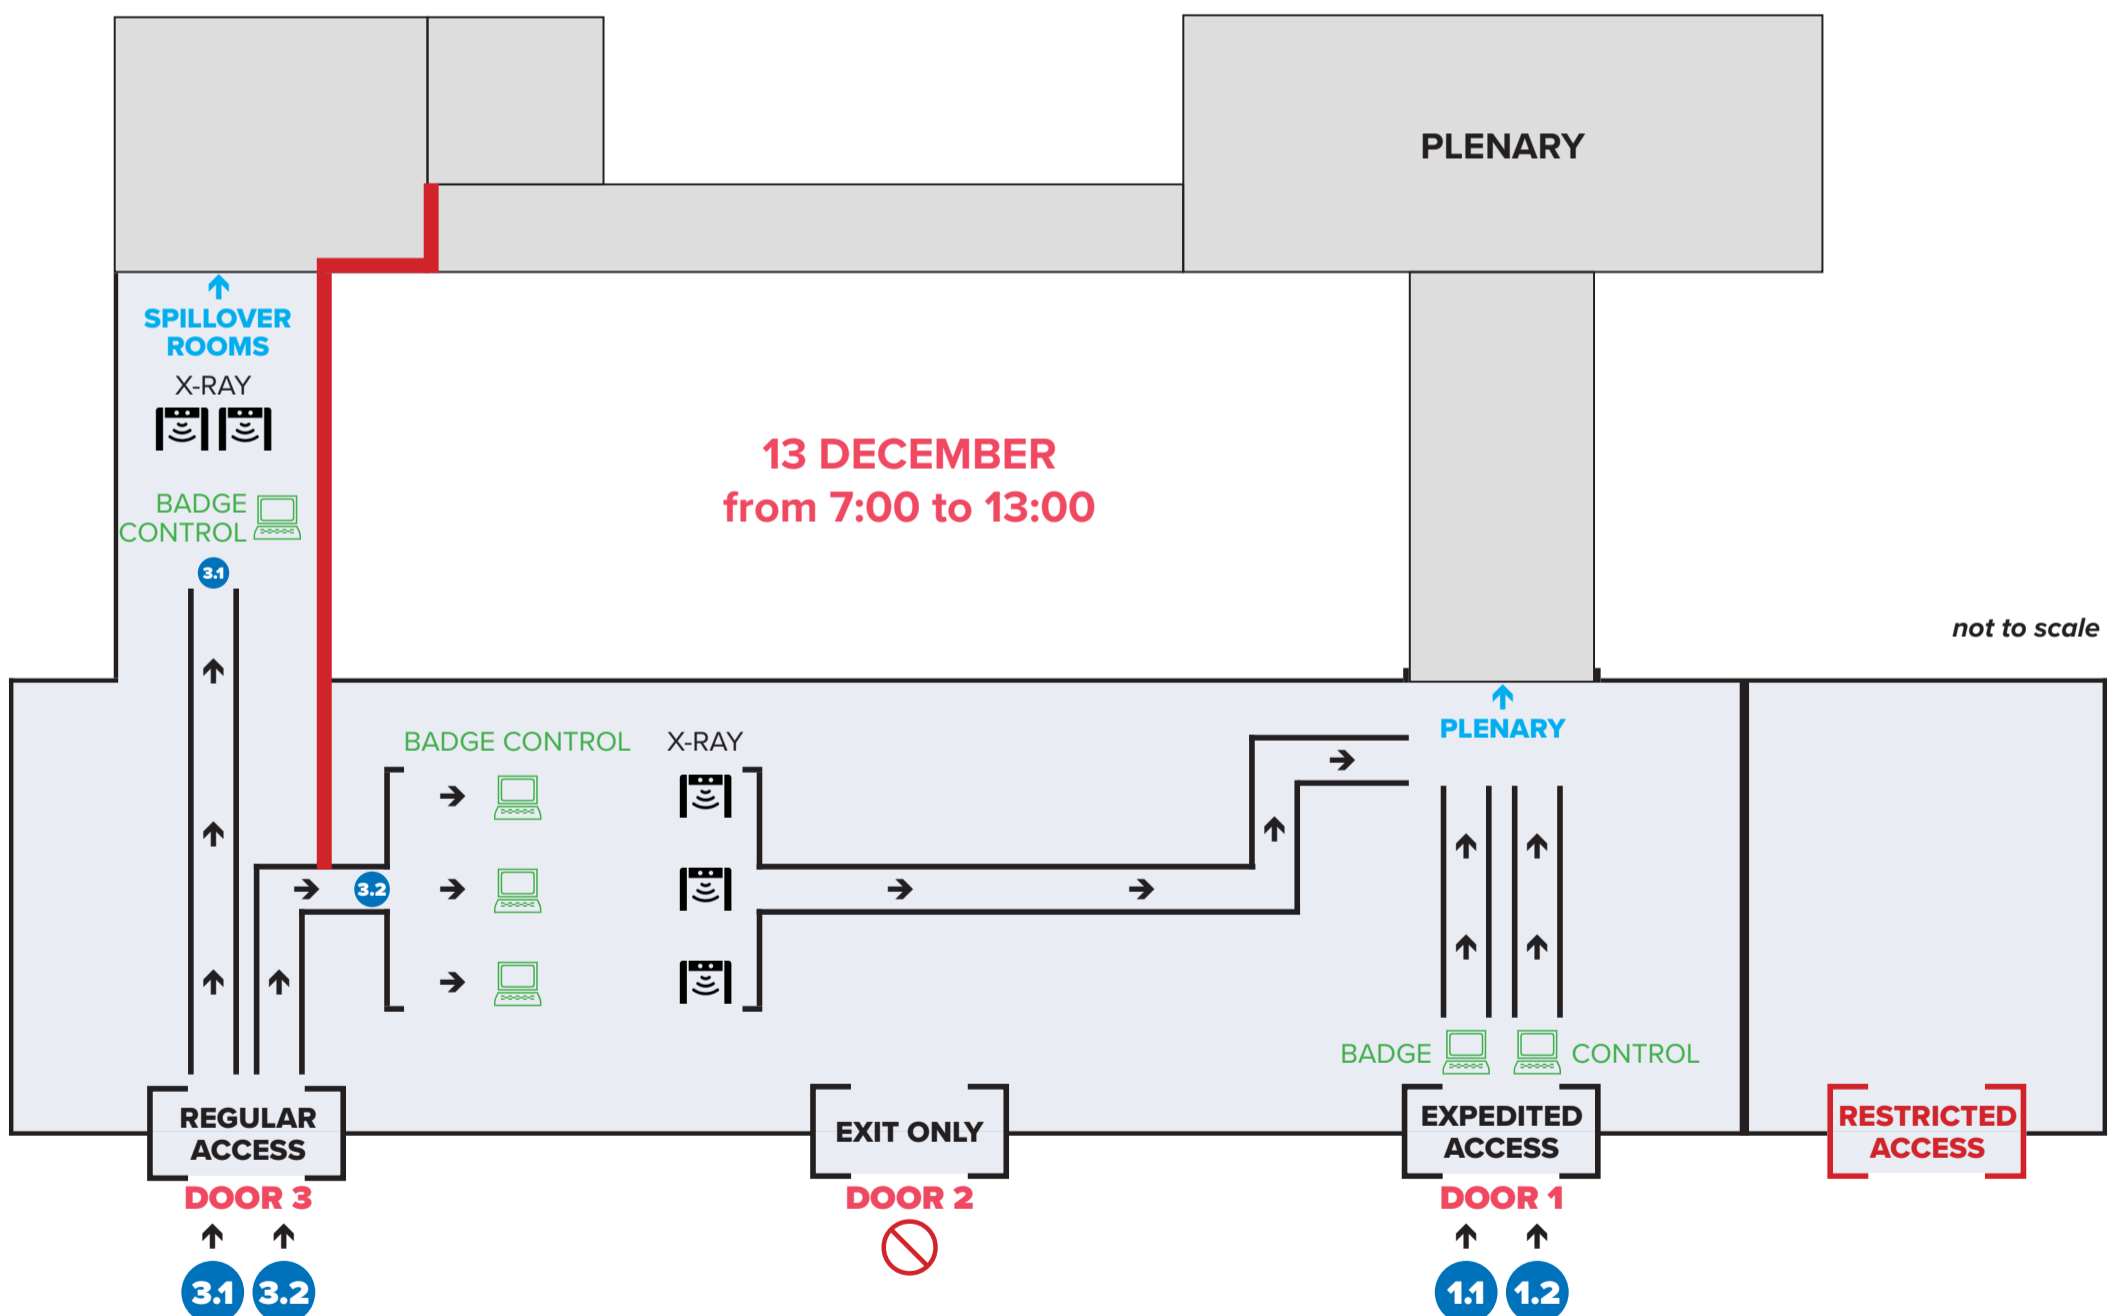 PLENARY
SPILLOVER
ROOMS
X-RAY
BADGE
CONTROL
3.1
13 DECEMBER
from 7:00 to 13:00
not to scale
BADGE CONTROL
X-RAY
PLENARY
3.2
BADGE
CONTROL
REGULAR
ACCESS
EXIT ONLY
EXPEDITED
ACCESS
RESTRICTED
ACCESS
DOOR 3
DOOR 2
DOOR 1
3.1
3.2
1.1
1.2